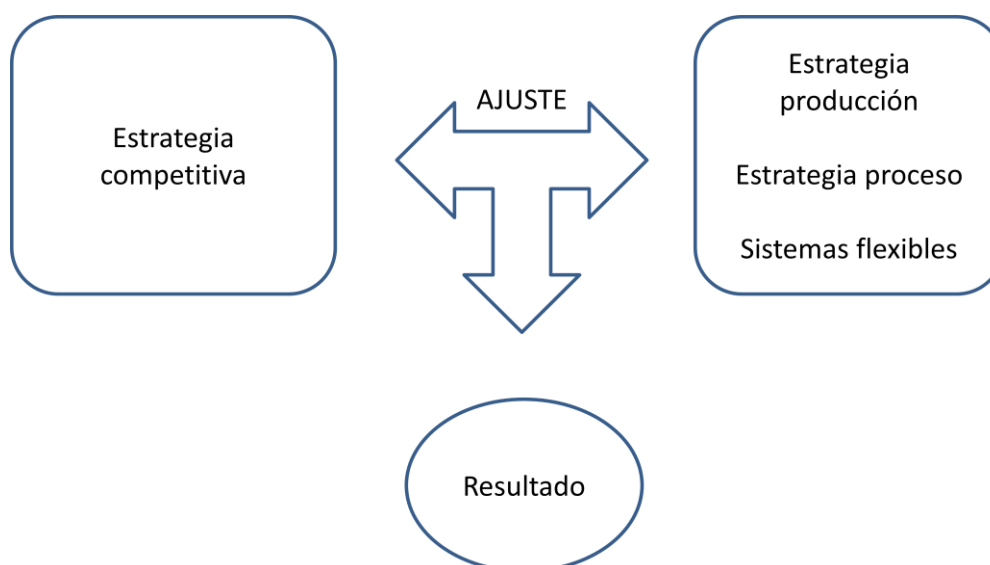 Estrategia
competitiva
AJUSTE
Estrategia
producción
Estrategia proceso
Sistemas flexibles
Resultado